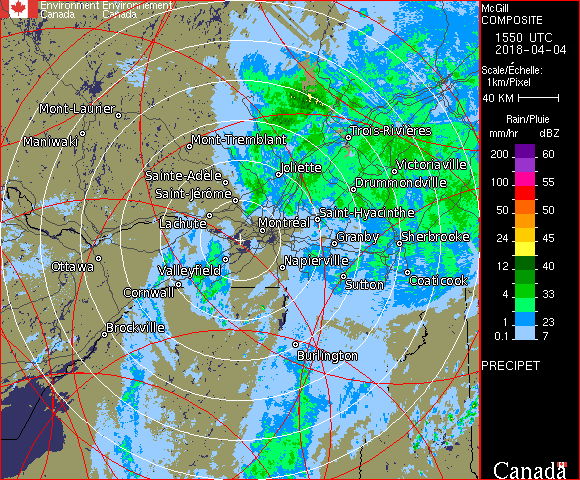 Environment Environnement
Canada Canada
McGill
COMPOSITE
1550 UTC
2018-04-04
Scale/Échelle:
1km/Pixel
40 KM
Rain/Pluie
mm/hr dBZ
200 60
100 55
50 50
24 45
12 40
4 33
1 23
0.1 7
PRECIPET
Canada
Mont-Laurier
Maniwaki
Mont-Tremblant
Trois-Rivières
Sainte-Adèle
Joliette
Victoriaville
Saint-Jérôme
Drummondville
Lachute
Montréal
Saint-Hyacinthe
Granby
Sherbrooke
Ottawa
Valleyfield
Napierville
Cornwall
Sutton
Coaticook
Brockville
Burlington